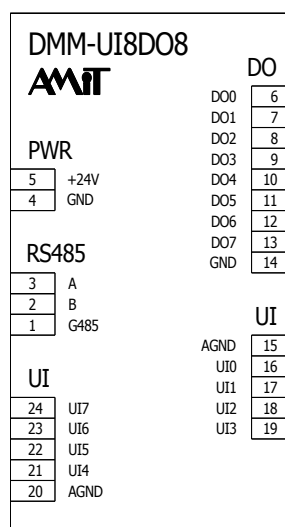 DMM-UI8DO8
AMiT
DO
DO0 6
DO1 7
DO2 8
DO3 9
DO4 10
DO5 11
DO6 12
DO7 13
GND 14
PWR
5 +24V
4 GND
RS485
3 A
2 B
1 G485
UI
AGND 15
UI0 16
UI1 17
UI2 18
UI3 19
UI
24 UI7
23 UI6
22 UI5
21 UI4
20 AGND